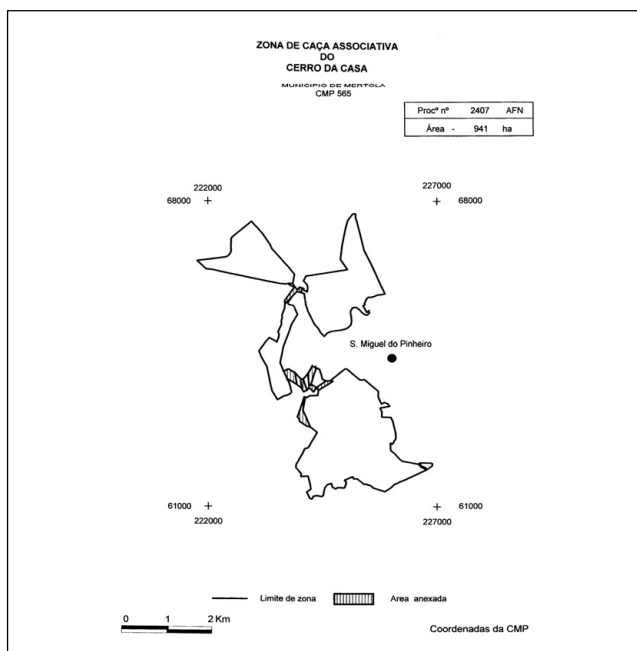 ZONA DE CAÇA ASSOCIATIVA
DO
CERRO DA CASA
MUNICIPIO DE MERTOLA
CMP 565
Procº nº 2407 AFN
Área - 941 ha
222000
68000
227000
68000
S. Miguel do Pinheiro
61000
222000
61000
227000
Limite de zona
Area anexada
0 1 2 Km
Coordenadas da CMP